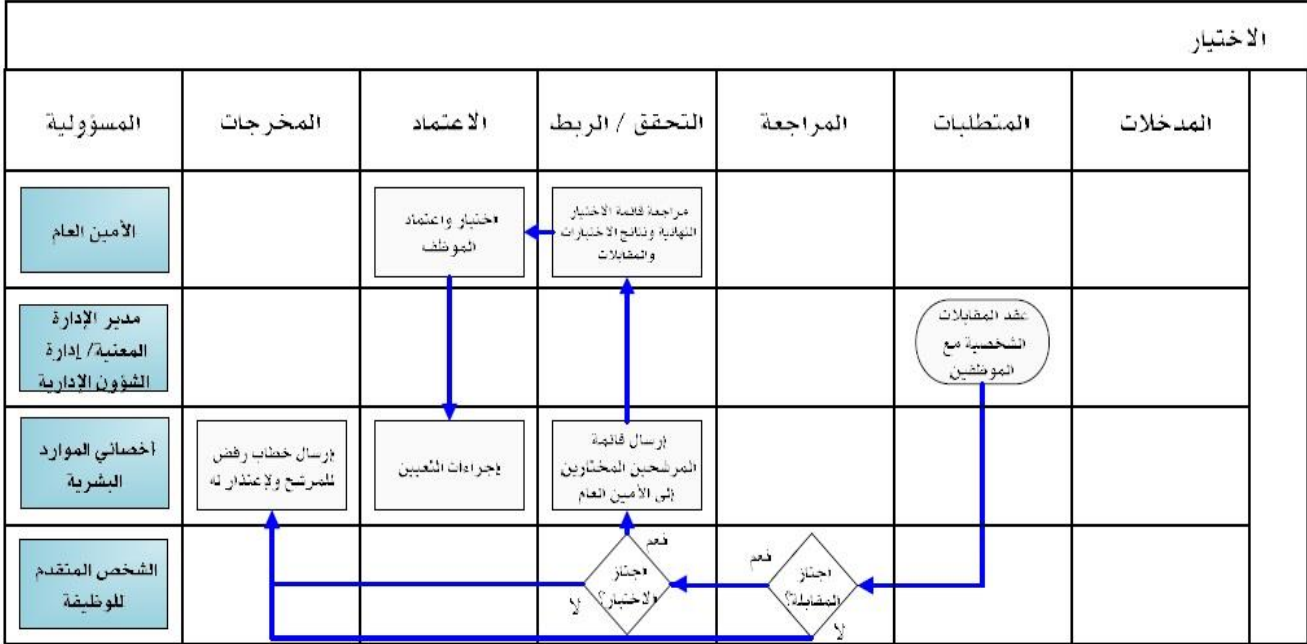 الاختيار
المدخلات
المتطلبات
المراجعة
التحقق / الربط
الاعتماد
المخرجات
المسؤولية
مراجعة قائمة الاختيار
النهائية ونتائج الاختبارات
والمقابلات
اختيار واعتماد
الموظف
الأمين العام
عقد المقابلات
الشخصية مع
الموظفين
مدير الإدارة
المعنية/ إدارة
الشؤون الإدارية
إرسال قائمة
المرشحين المختارين
إلى الأمين العام
إجراءات التعيين
إرسال خطاب رفض
للمرشح ولإعتذار له
أخصائي الموارد
البشرية
اجتاز
المقابلة؟
نعم
لا
اجتاز
الاختبار؟
نعم
لا
الشخص المتقدم
للوظيفة